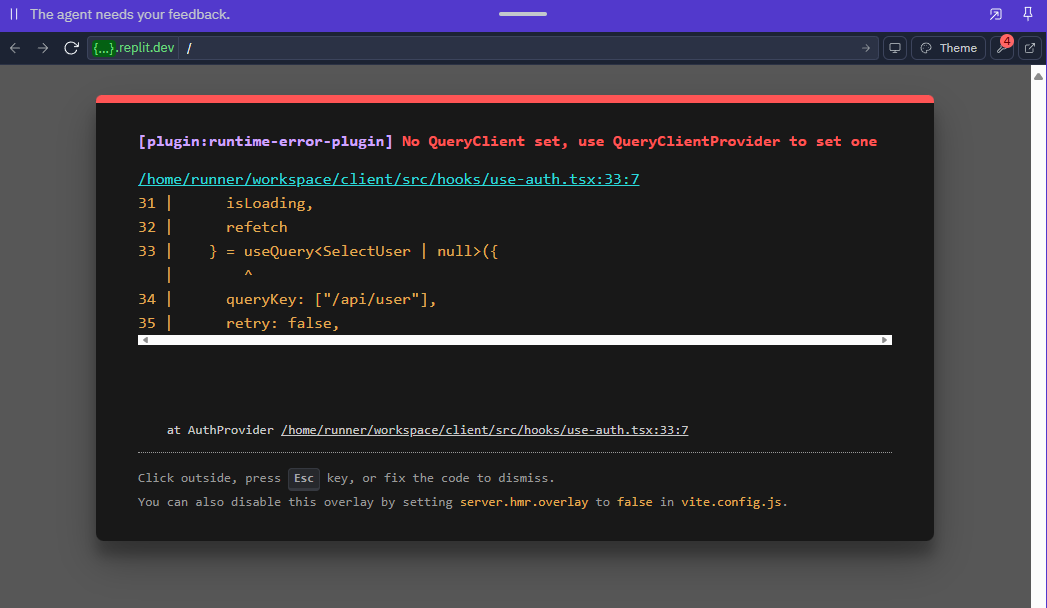 The agent needs your feedback.
{...}.replit.dev /
Theme
4
[plugin:runtime-error-plugin] No QueryClient set, use QueryClientProvider to set one
/home/runner/workspace/client/src/hooks/use-auth.tsx:33:7
31 | isLoading,
32 | refetch
33 | } = useQuery<SelectUser | null>({
| ^
34 | queryKey: ["/api/user"],
35 | retry: false,
at AuthProvider /home/runner/workspace/client/src/hooks/use-auth.tsx:33:7
Click outside, press Esc key, or fix the code to dismiss.
You can also disable this overlay by setting server.hmr.overlay to false in vite.config.js.